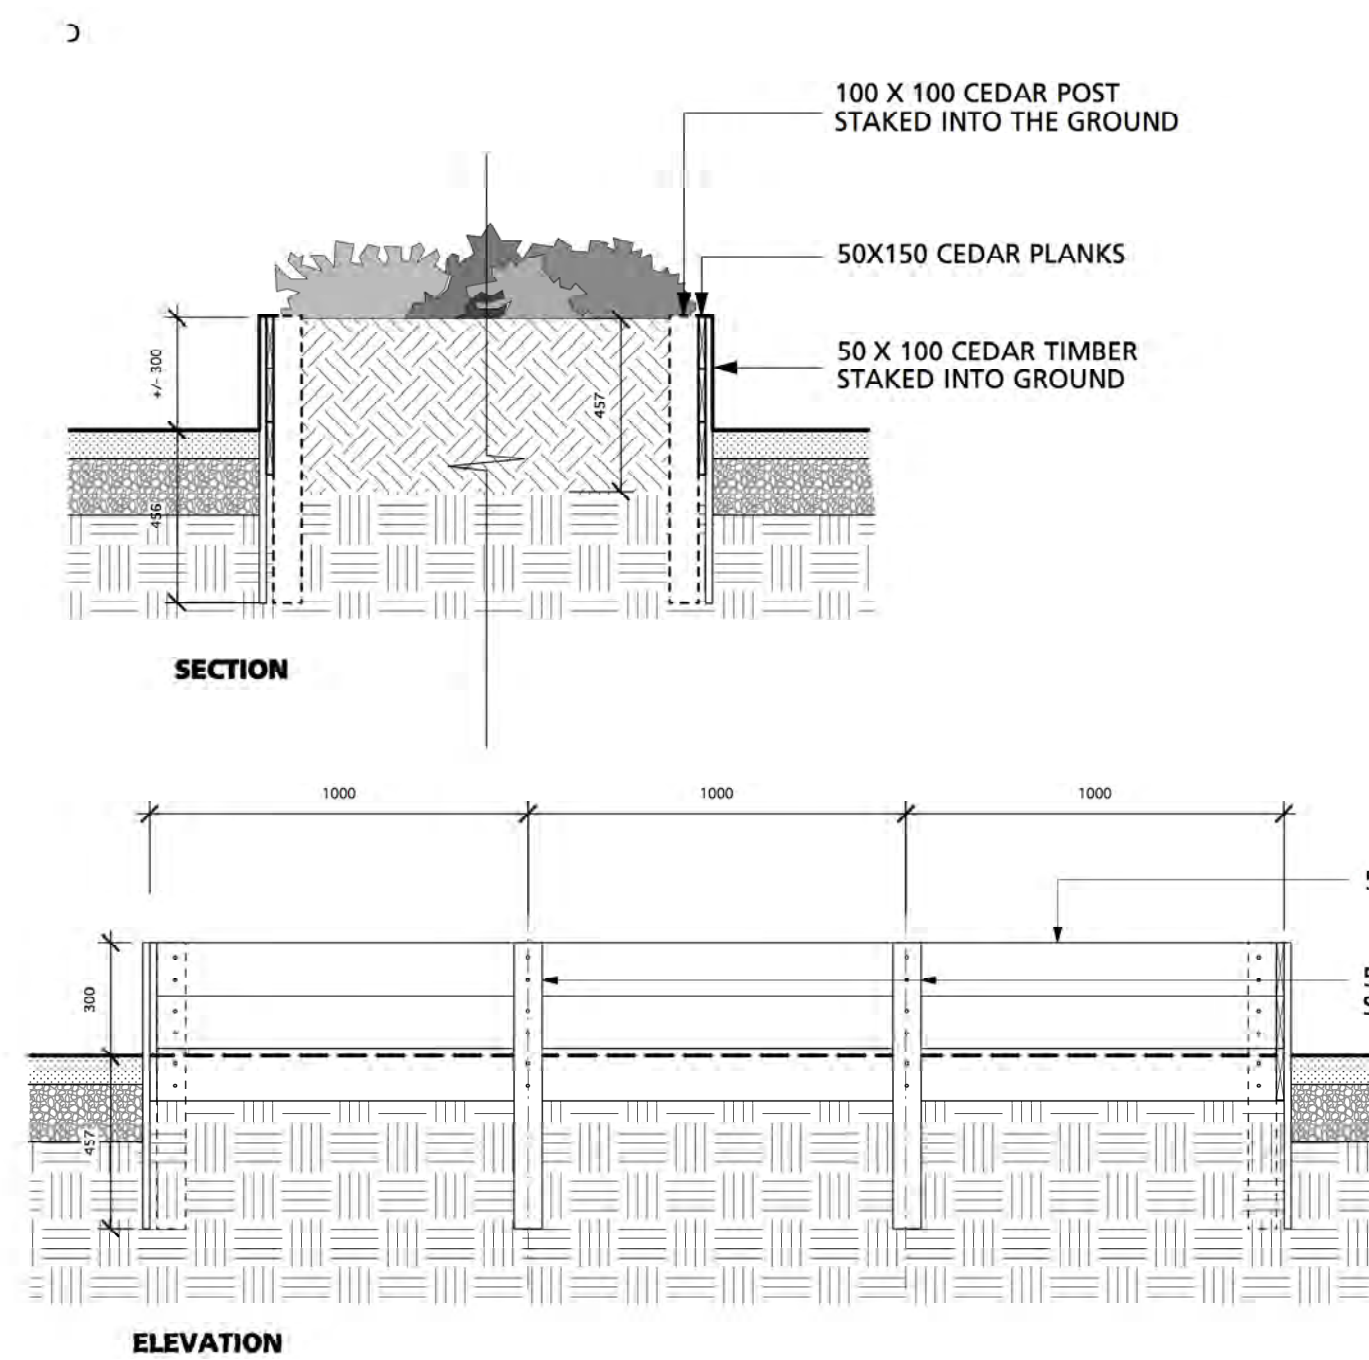 100 X 100 CEDAR POST
STAKED INTO THE GROUND
50X150 CEDAR PLANKS
+/- 300
50 X 100 CEDAR TIMBER
STAKED INTO GROUND
457
456
SECTION
1000
1000
1000
300
457
ELEVATION